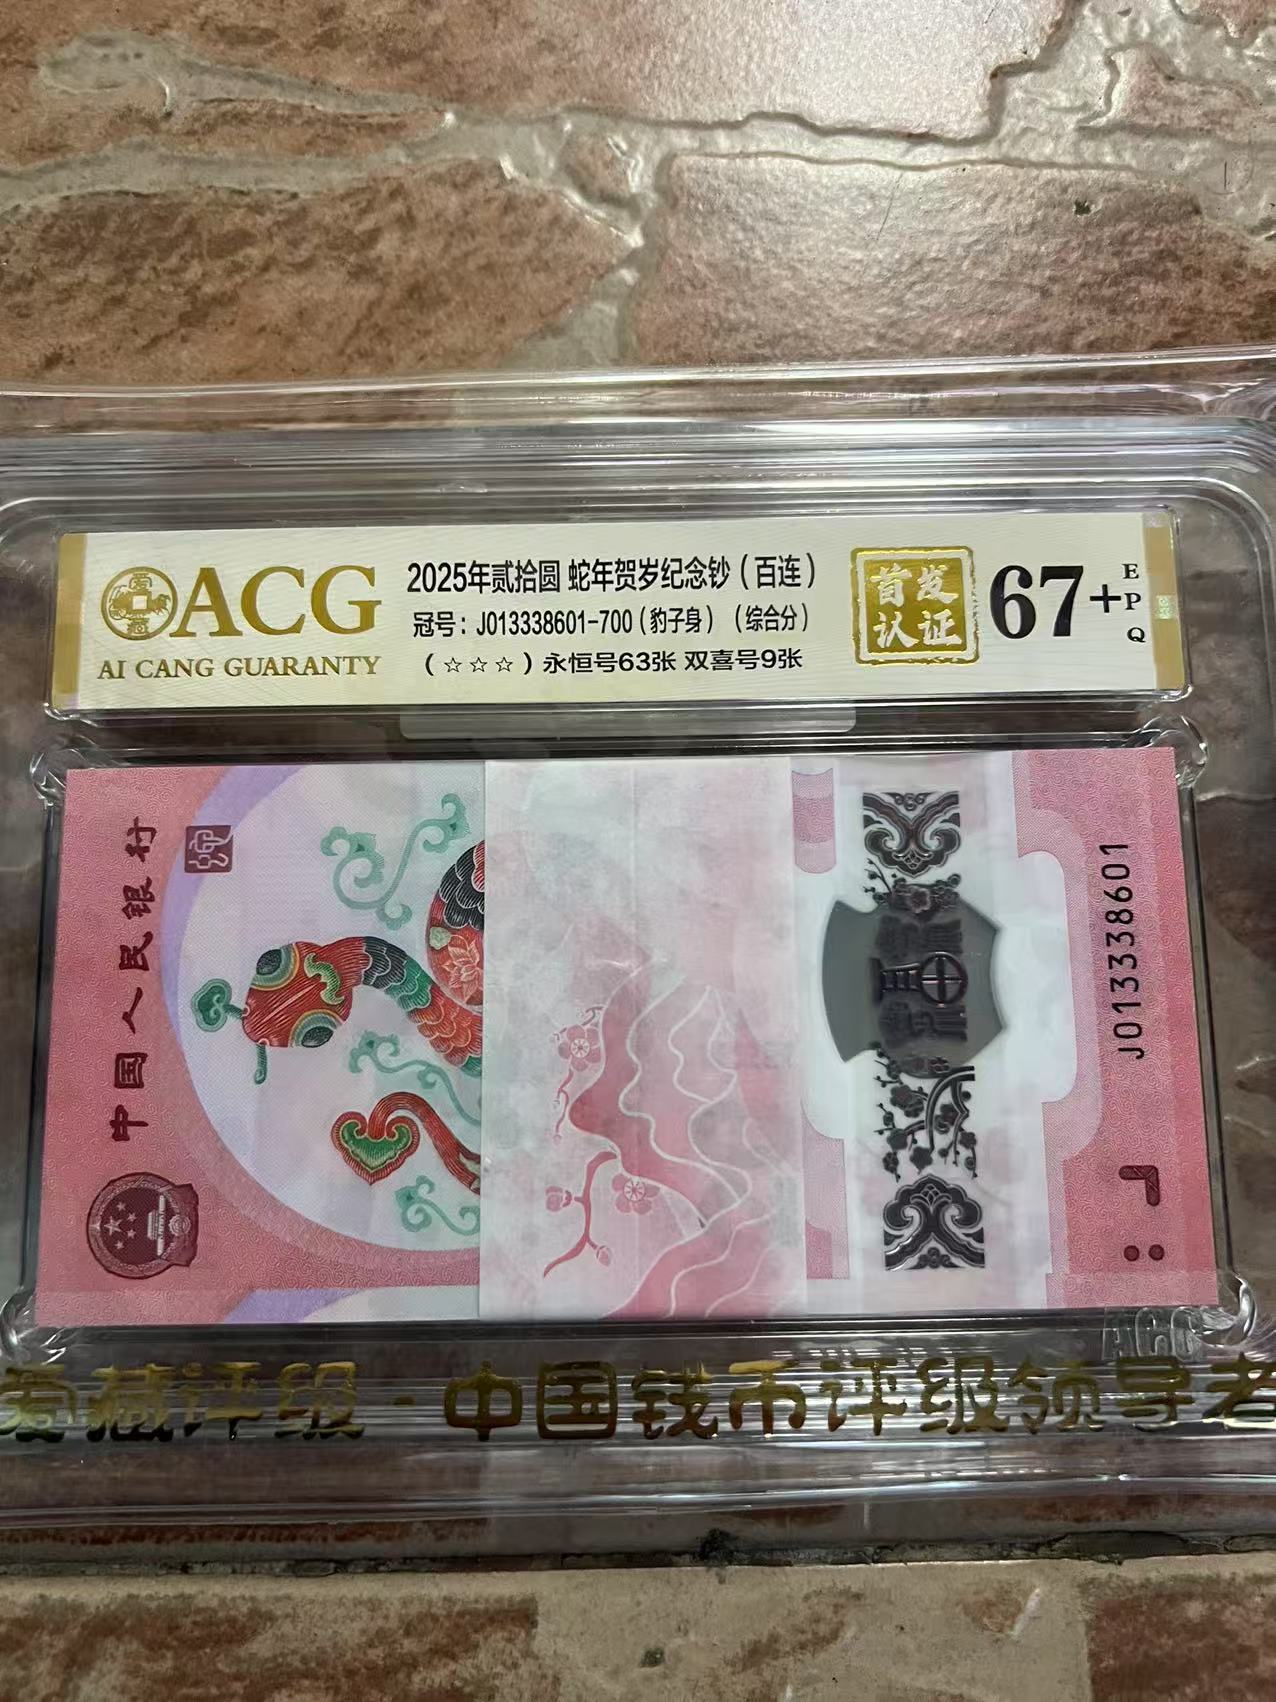 ACG
AI CANG GUARANTY
2025年贰拾圆 蛇年贺岁纪念钞（百连）
冠号：J013338601-700（豹子身）（综合分）
（☆☆☆）永恒号63张 双喜号9张
首发
认证
67+
EPQ
中国人民银行
J013338601
ACG
爱藏评级·中国钱币评级领导者